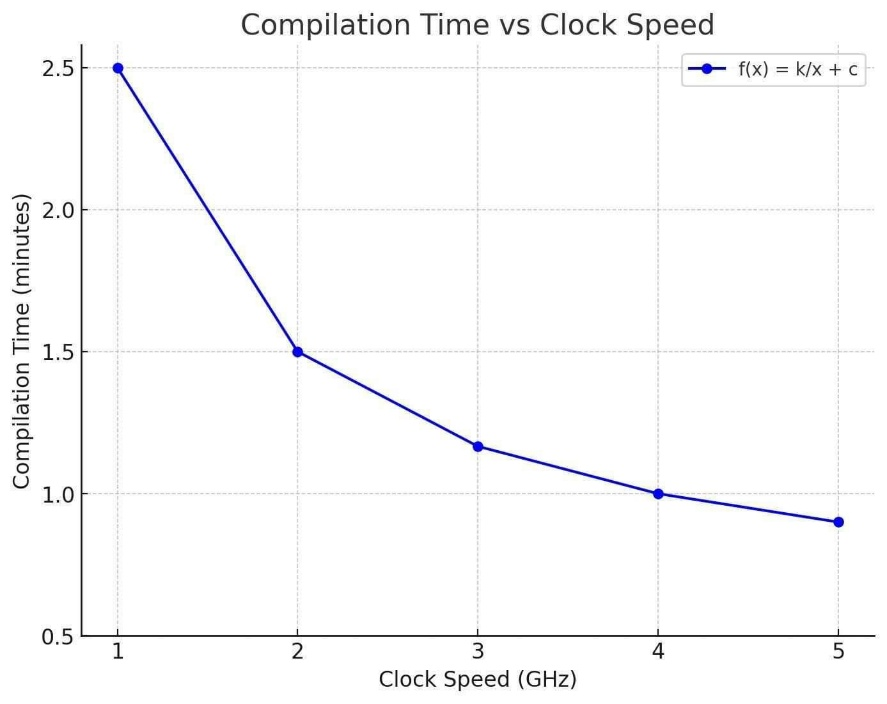 Compilation Time vs Clock Speed
f(x) = k/x + c
Compilation Time (minutes)
2.5
2.0
1.5
1.0
0.5
1 2 3 4 5
Clock Speed (GHz)